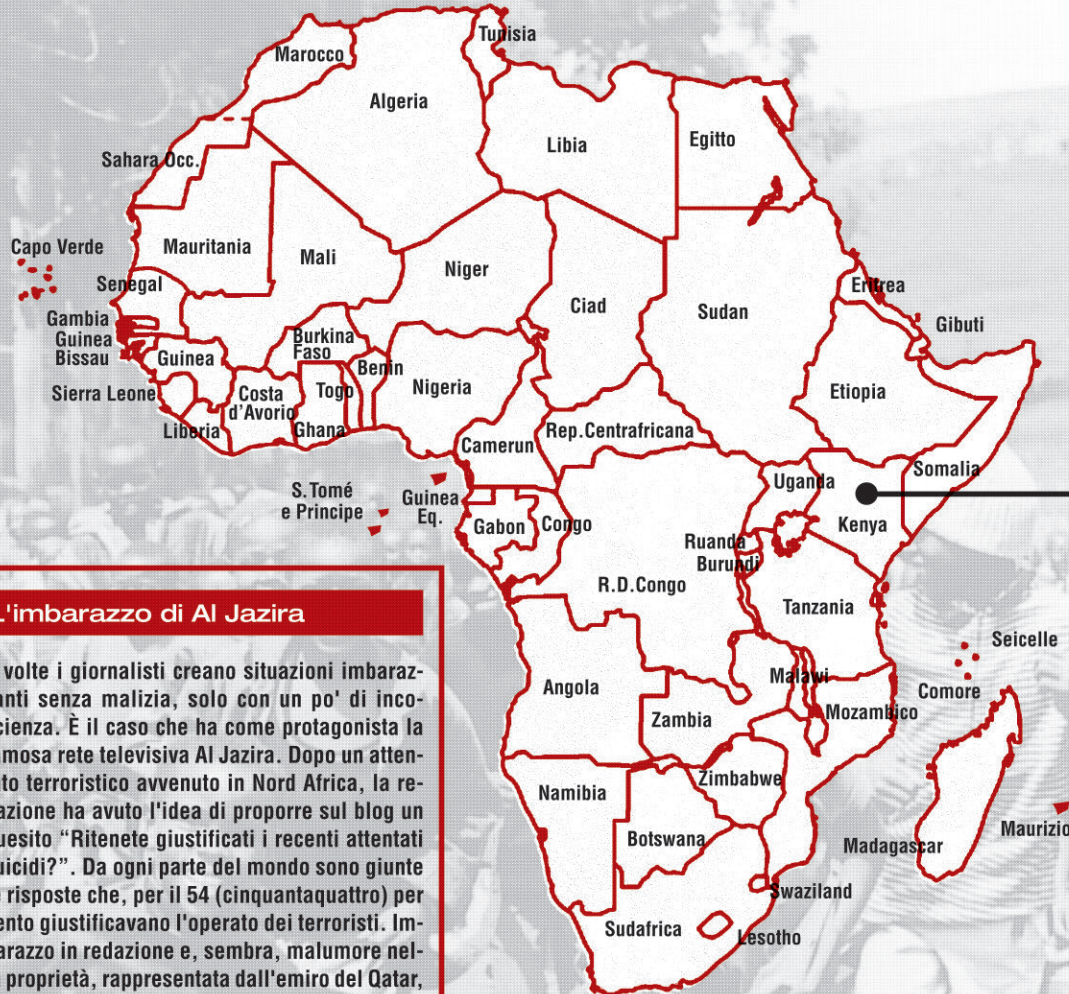 Tunisia
Marocco
Algeria
Libia
Egitto
Sahara Occ.
Capo Verde
Mauritania
Mali
Niger
Ciad
Sudan
Eritrea
Senegal
Gibuti
Gambia
Guinea
Bissau
Guinea
Burkina
Faso
Benin
Nigeria
Etiopia
Sierra Leone
Costa
d'Avorio
Togo
Liberia
Ghana
Camerun
Rep.Centrafricana
Somalia
S.Tomé
e Principe
Guinea
Eq.
Gabon
Congo
Uganda
Kenya
Ruanda
Burundi
R.D.Congo
Tanzania
Seicelle
Comore
Angola
Malawi
Mozambico
Zambia
Zimbabwe
Namibia
Botswana
Madagascar
Maurizio
Swaziland
Sudafrica
Lesotho
L'imbarazzo di Al Jazira
volte i giornalisti creano situazioni imbaraz-
anti senza malizia, solo con un po' di inco-
cienza. È il caso che ha come protagonista la
mosa rete televisiva Al Jazira. Dopo un atten-
to terroristico avvenuto in Nord Africa, la re-
azione ha avuto l'idea di proporre sul blog un
uesito “Ritenete giustificati i recenti attentati
uicidi?”. Da ogni parte del mondo sono giunte
e risposte che, per il 54 (cinquantaquattro) per
ento giustificavano l'operato dei terroristi. Im-
arazzo in redazione e, sembra, malumore nel-
a proprietà, rappresentata dall'emiro del Qatar,